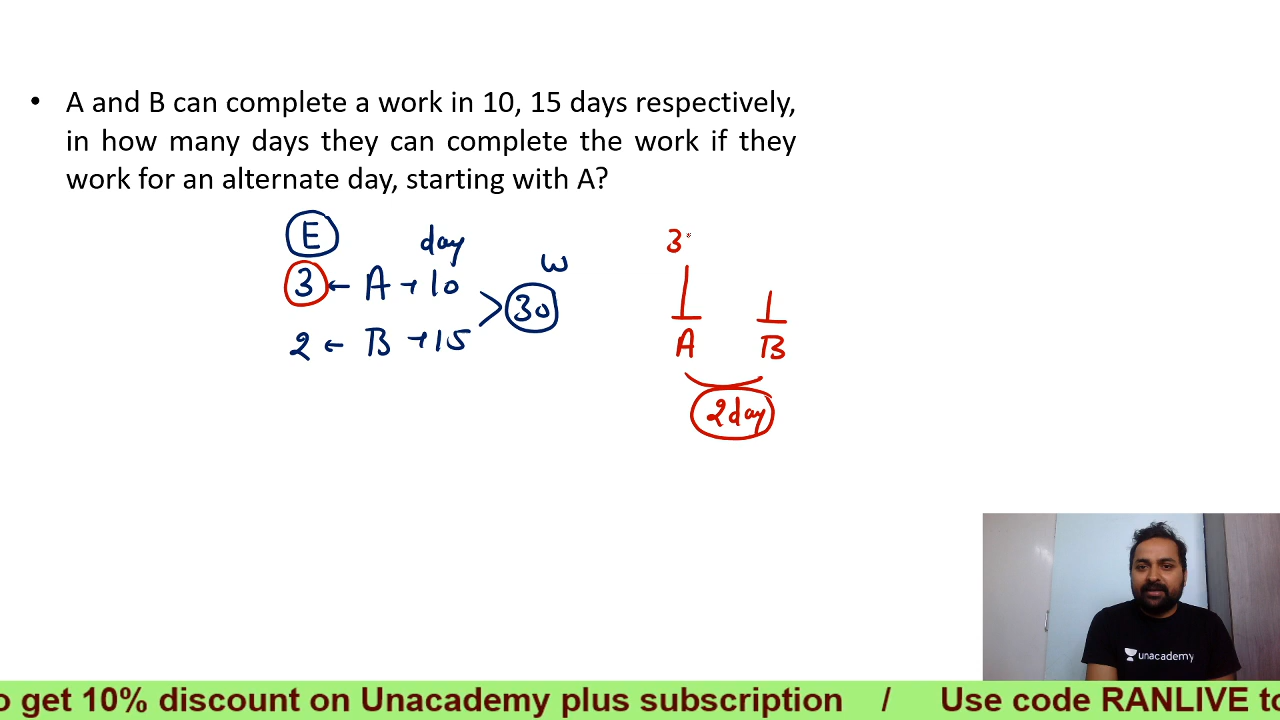 • A and B can complete a work in 10, 15 days respectively,
in how many days they can complete the work if they
work for an alternate day, starting with A?
E day w
3 ← A → 10
30
2 ← B → 15
3
A B
2 day
unacademy
o get 10% discount on Unacademy plus subscription / Use code RANLIVE to